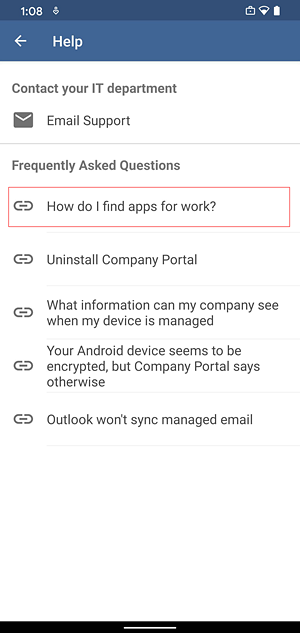 1:08
Help
Contact your IT department
Email Support
Frequently Asked Questions
How do I find apps for work?
Uninstall Company Portal
What information can my company see
when my device is managed
Your Android device seems to be
encrypted, but Company Portal says
otherwise
Outlook won't sync managed email